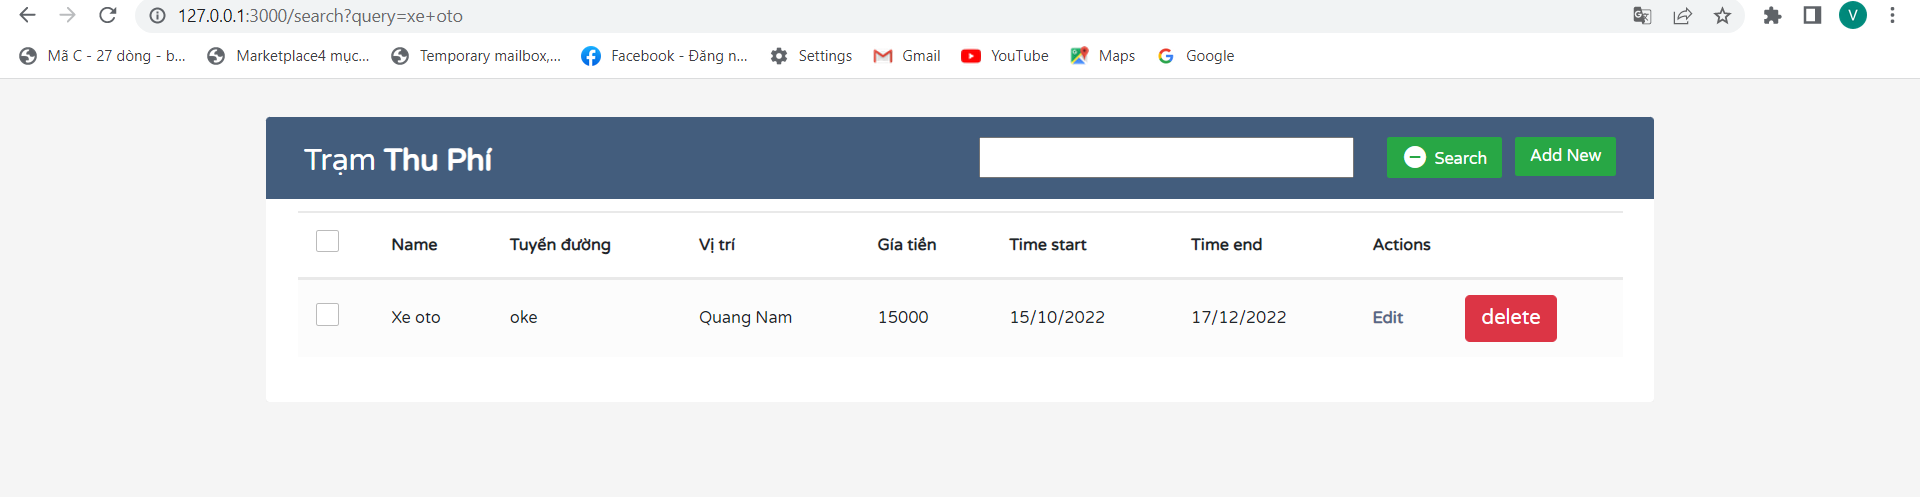 127.0.0.1:3000/search?query=xe+oto
V
Mã C - 27 dòng - b... Marketplace4 mục... Temporary mailbox,... Facebook - Đăng n... Settings Gmail YouTube Maps Google
Trạm Thu Phí Search Add New
Name Tuyến đường Vị trí Gía tiền Time start Time end Actions
Xe oto oke Quang Nam 15000 15/10/2022 17/12/2022 Edit delete